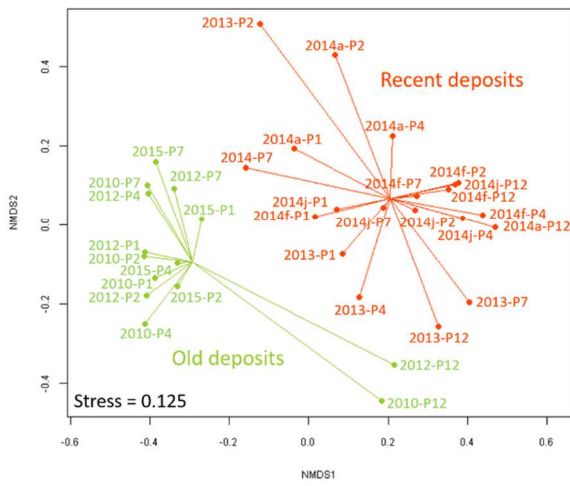 2013-P2
2014a-P2
Recent deposits
0.4
2014a-P4
0.2
2014a-P1
2015-P7
2014-P7
2014f-P2
2010-P7
2012-P7
2014f-P7
2014j-P12
2012-P4
2014f-P12
2014j-P1
2015-P1
2014f-P1
2014f-P4
2014j-P7
2014j-P2
2014a-P12
0.0
NMDS2
2014j-P4
2012-P1
2013-P1
2010-P2
2015-P4
2010-P1
2012-P2
2015-P2
2013-P7
-0.2
2013-P4
2010-P4
2013-P12
Old deposits
2012-P12
-0.4
Stress = 0.125
2010-P12
-0.6 -0.4 -0.2 0.0 0.2 0.4 0.6
NMDS1